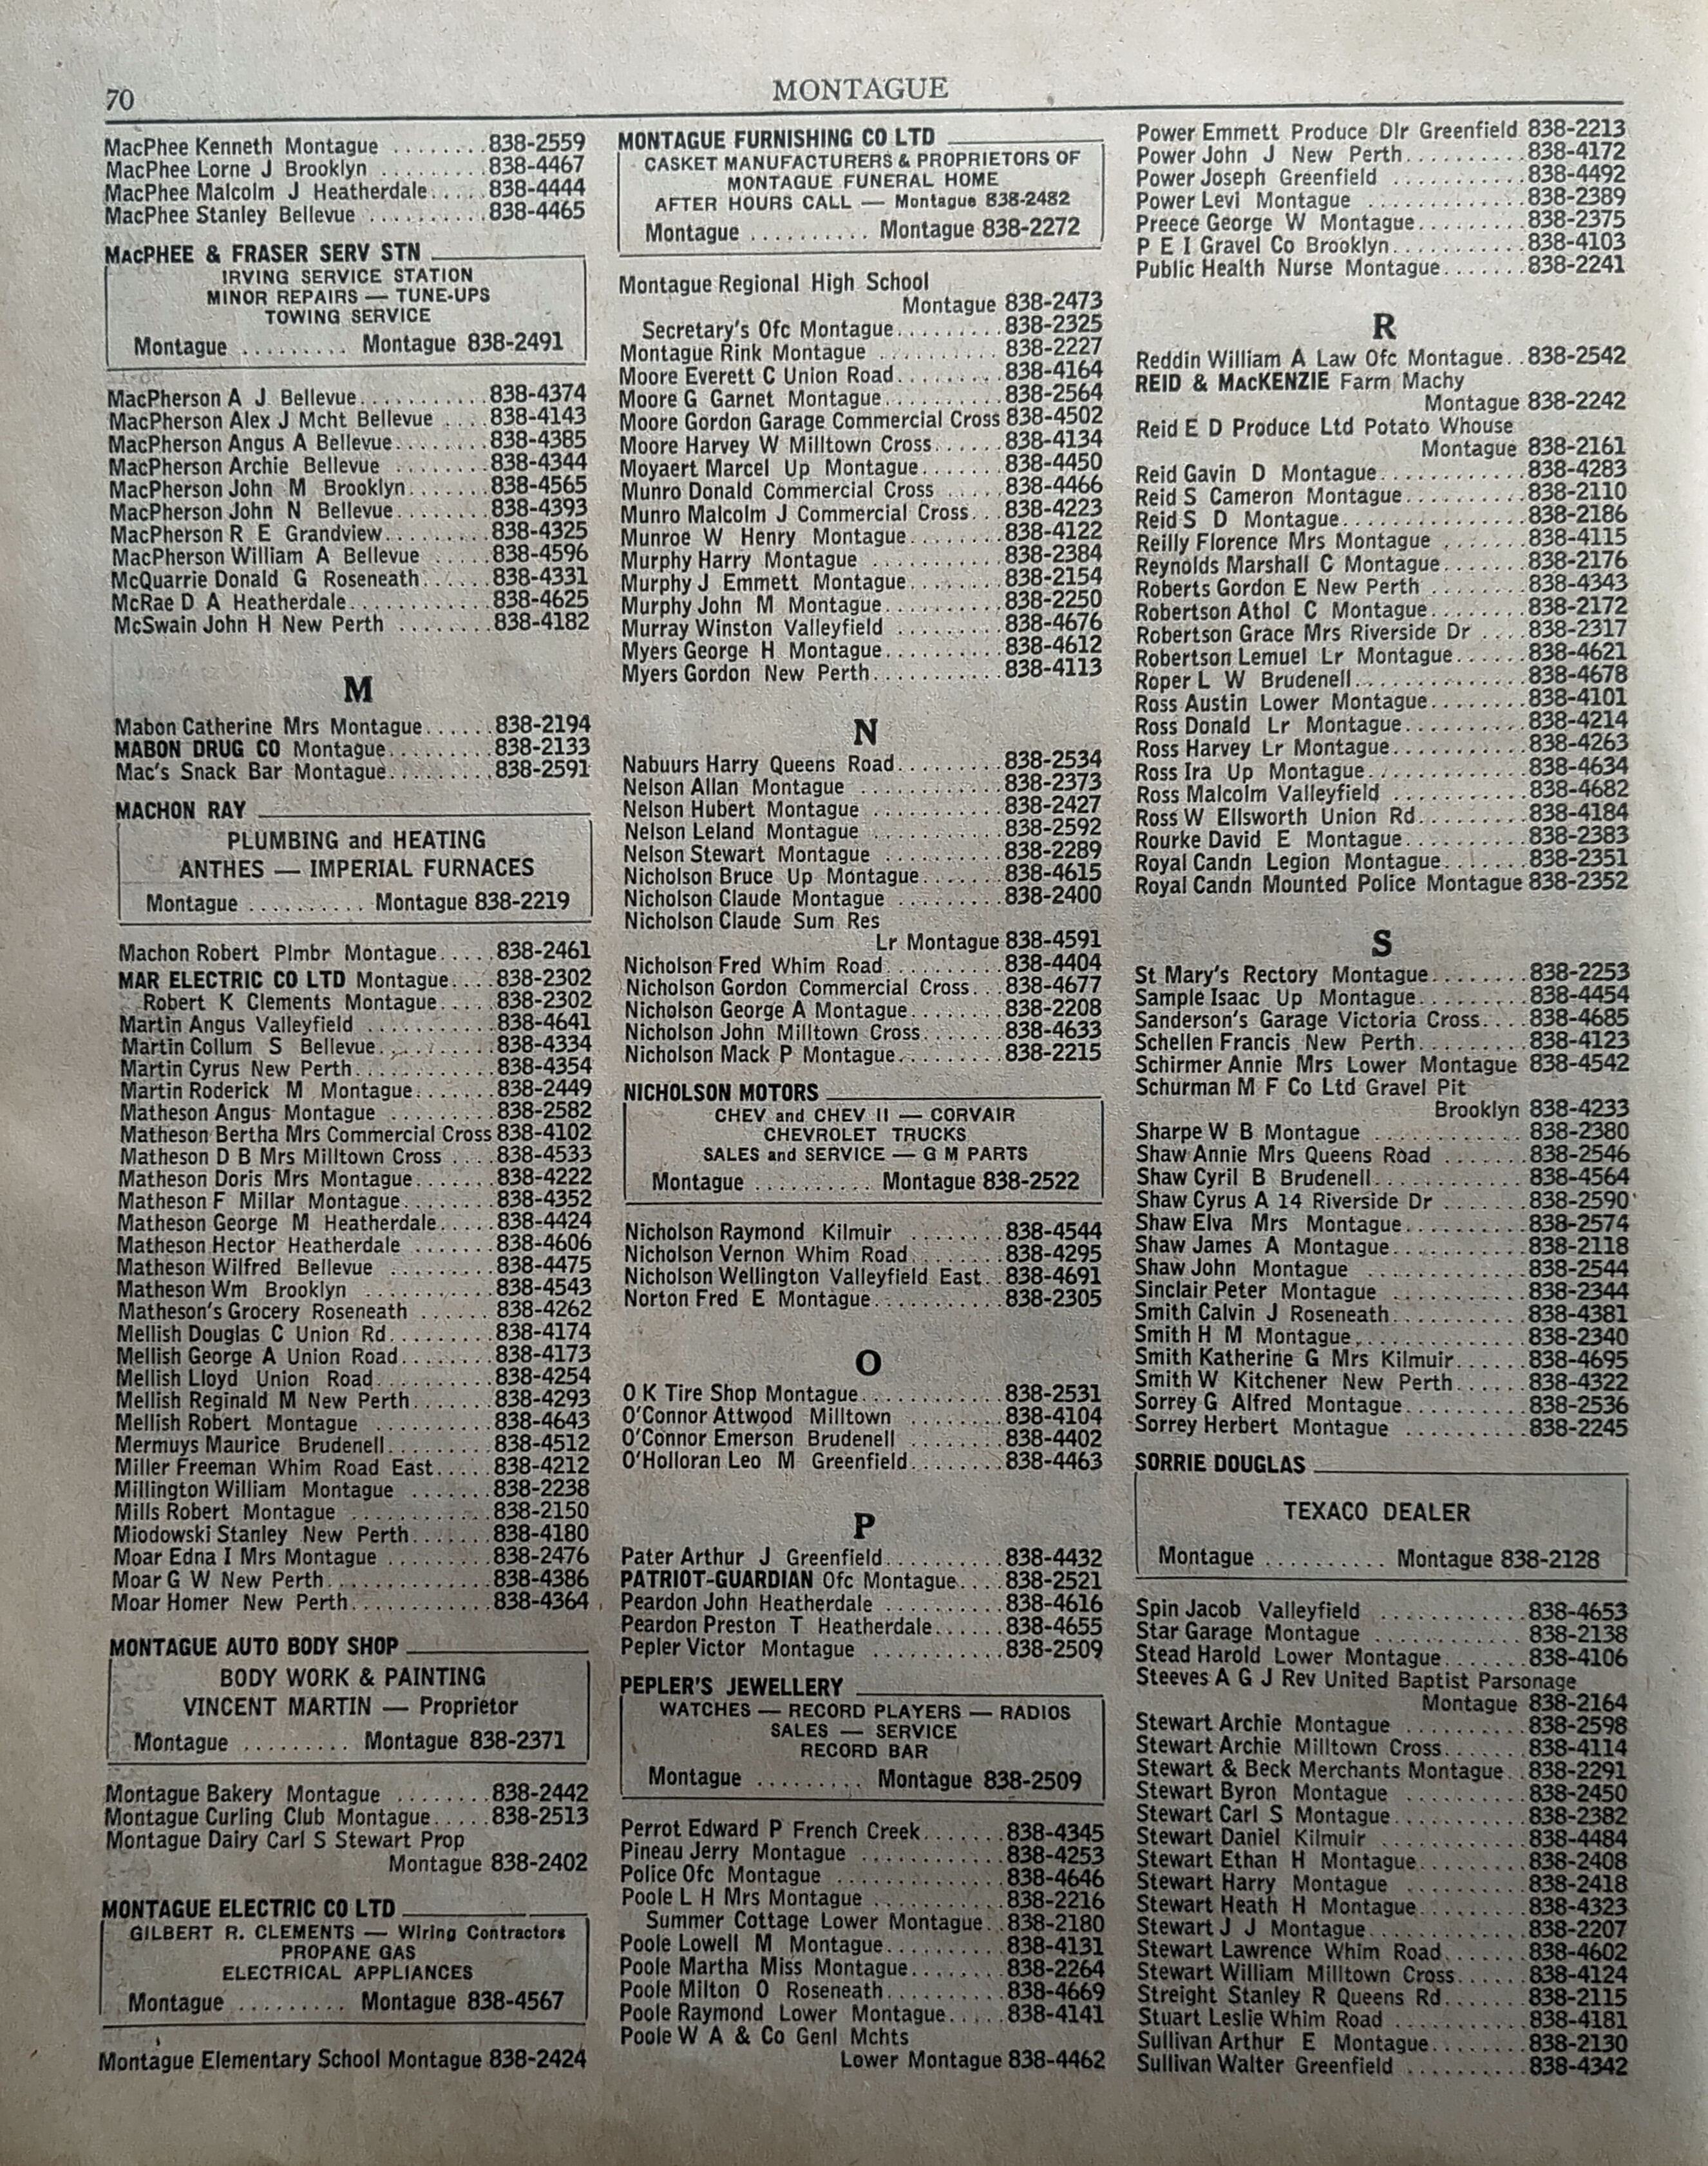 70
MONTAGUE
MacPhee Kenneth Montague ........838-2559
MacPhee Lorne J Brooklyn .........838-4467
MacPhee Malcolm J Heatherdale.....838-4444
MacPhee Stanley Bellevue ..........838-4465
MacPHEE & FRASER SERV STN
IRVING SERVICE STATION
MINOR REPAIRS — TUNE-UPS
TOWING SERVICE
Montague ......... Montague 838-2491
MacPherson A J Bellevue...........838-4374
MacPherson Alex J Mcht Bellevue ....838-4143
MacPherson Angus A Bellevue........838-4385
MacPherson Archie Bellevue ........838-4344
MacPherson John M Brooklyn.......838-4565
MacPherson John N Bellevue........838-4393
MacPherson R E Grandview.........838-4325
MacPherson William A Bellevue .....838-4596
McQuarrie Donald G Roseneath......838-4331
McRae D A Heatherdale............838-4625
McSwain John H New Perth ........838-4182
M
Mabon Catherine Mrs Montague......838-2194
MABON DRUG CO Montague.........838-2133
Mac's Snack Bar Montague.........838-2591
MACHON RAY
PLUMBING and HEATING
ANTHES — IMPERIAL FURNACES
Montague .......... Montague 838-2219
Machon Robert Plmbr Montague.....838-2461
MAR ELECTRIC CO LTD Montague....838-2302
Robert K Clements Montague.....838-2302
Martin Angus Valleyfield ...........838-4641
Martin Collum S Bellevue..........838-4334
Martin Cyrus New Perth............838-4354
Martin Roderick M Montague.......838-2449
Matheson Angus Montague .........838-2582
Matheson Bertha Mrs Commercial Cross 838-4102
Matheson D B Mrs Milltown Cross ....838-4533
Matheson Doris Mrs Montague.......838-4222
Matheson F Millar Montague........838-4352
Matheson George M Heatherdale.....838-4424
Matheson Hector Heatherdale .......838-4606
Matheson Wilfred Bellevue .........838-4475
Matheson Wm Brooklyn ............838-4543
Matheson's Grocery Roseneath ......838-4262
Mellish Douglas C Union Rd.........838-4174
Mellish George A Union Road........838-4173
Mellish Lloyd Union Road..........838-4254
Mellish Reginald M New Perth.......838-4293
Mellish Robert Montague ..........838-4643
Mermuys Maurice Brudenell.........838-4512
Miller Freeman Whim Road East.....838-4212
Millington William Montague .......838-2238
Mills Robert Montague ............838-2150
Miodowski Stanley New Perth.......838-4180
Moar Edna I Mrs Montague .........838-2476
Moar G W New Perth..............838-4386
Moar Homer New Perth............838-4364
MONTAGUE AUTO BODY SHOP
BODY WORK & PAINTING
VINCENT MARTIN — Proprietor
Montague ......... Montague 838-2371
Montague Bakery Montague ........838-2442
Montague Curling Club Montague.....838-2513
Montague Dairy Carl S Stewart Prop
Montague 838-2402
MONTAGUE ELECTRIC CO LTD
GILBERT R. CLEMENTS — Wiring Contractors
PROPANE GAS
ELECTRICAL APPLIANCES
Montague ......... Montague 838-4567
Montague Elementary School Montague 838-2424
MONTAGUE FURNISHING CO LTD
CASKET MANUFACTURERS & PROPRIETORS OF
MONTAGUE FUNERAL HOME
AFTER HOURS CALL — Montague 838-2482
Montague .......... Montague 838-2272
Montague Regional High School
Montague 838-2473
Secretary's Ofc Montague.........838-2325
Montague Rink Montague ..........838-2227
Moore Everett C Union Road.........838-4164
Moore G Garnet Montague..........838-2564
Moore Gordon Garage Commercial Cross 838-4502
Moore Harvey W Milltown Cross......838-4134
Moyaert Marcel Up Montague.......838-4450
Munro Donald Commercial Cross .....838-4466
Munro Malcolm J Commercial Cross...838-4223
Munroe W Henry Montague........838-4122
Murphy Harry Montague ...........838-2384
Murphy J Emmett Montague........838-2154
Murphy John M Montague..........838-2250
Murray Winston Valleyfield .........838-4676
Myers George H Montague..........838-4612
Myers Gordon New Perth...........838-4113
N
Nabuurs Harry Queens Road.........838-2534
Nelson Allan Montague ............838-2373
Nelson Hubert Montague ...........838-2427
Nelson Leland Montague ...........838-2592
Nelson Stewart Montague ..........838-2289
Nicholson Bruce Up Montague.......838-4615
Nicholson Claude Montague .........838-2400
Nicholson Claude Sum Res
Lr Montague 838-4591
Nicholson Fred Whim Road..........838-4404
Nicholson Gordon Commercial Cross...838-4677
Nicholson George A Montague........838-2208
Nicholson John Milltown Cross.......838-4633
Nicholson Mack P Montague.........838-2215
NICHOLSON MOTORS
CHEV and CHEV II — CORVAIR
CHEVROLET TRUCKS
SALES and SERVICE — G M PARTS
Montague .......... Montague 838-2522
Nicholson Raymond Kilmuir ........838-4544
Nicholson Vernon Whim Road........838-4295
Nicholson Wellington Valleyfield East..838-4691
Norton Fred E Montague...........838-2305
O
O K Tire Shop Montague............838-2531
O'Connor Attwood Milltown ........838-4104
O'Connor Emerson Brudenell ........838-4402
O'Holloran Leo M Greenfield........838-4463
P
Pater Arthur J Greenfield..........838-4432
PATRIOT-GUARDIAN Ofc Montague....838-2521
Peardon John Heatherdale ..........838-4616
Peardon Preston T Heatherdale......838-4655
Pepler Victor Montague ...........838-2509
PEPLER'S JEWELLERY
WATCHES — RECORD PLAYERS — RADIOS
SALES — SERVICE
RECORD BAR
Montague ......... Montague 838-2509
Perrot Edward P French Creek.......838-4345
Pineau Jerry Montague ............838-4253
Police Ofc Montague ..............838-4646
Poole L H Mrs Montague ...........838-2216
Summer Cottage Lower Montague..838-2180
Poole Lowell M Montague..........838-4131
Poole Martha Miss Montague........838-2264
Poole Milton O Roseneath..........838-4669
Poole Raymond Lower Montague.....838-4141
Poole W A & Co Genl Mchts
Lower Montague 838-4462
Power Emmett Produce Dlr Greenfield 838-2213
Power John J New Perth..........838-4172
Power Joseph Greenfield ...........838-4492
Power Levi Montague .............838-2389
Preece George W Montague.........838-2375
P E I Gravel Co Brooklyn...........838-4103
Public Health Nurse Montague.......838-2241
R
Reddin William A Law Ofc Montague..838-2542
REID & MacKENZIE Farm Machy
Montague 838-2242
Reid E D Produce Ltd Potato Whouse
Montague 838-2161
Reid Gavin D Montague............838-4283
Reid S Cameron Montague..........838-2110
Reid S D Montague...............838-2186
Reilly Florence Mrs Montague .......838-4115
Reynolds Marshall C Montague.......838-2176
Roberts Gordon E New Perth ........838-4343
Robertson Athol C Montague........838-2172
Robertson Grace Mrs Riverside Dr ....838-2317
Robertson Lemuel Lr Montague......838-4621
Roper L W Brudenell..............838-4678
Ross Austin Lower Montague........838-4101
Ross Donald Lr Montague..........838-4214
Ross Harvey Lr Montague..........838-4263
Ross Ira Up Montague.............838-4634
Ross Malcolm Valleyfield ..........838-4682
Ross W Ellsworth Union Rd.........838-4184
Rourke David E Montague..........838-2383
Royal Candn Legion Montague.......838-2351
Royal Candn Mounted Police Montague 838-2352
S
St Mary's Rectory Montague........838-2253
Sample Isaac Up Montague.........838-4454
Sanderson's Garage Victoria Cross....838-4685
Schellen Francis New Perth.........838-4123
Schirmer Annie Mrs Lower Montague 838-4542
Schurman M F Co Ltd Gravel Pit
Brooklyn 838-4233
Sharpe W B Montague ............838-2380
Shaw Annie Mrs Queens Road .......838-2546
Shaw Cyril B Brudenell............838-4564
Shaw Cyrus A 14 Riverside Dr .......838-2590
Shaw Elva Mrs Montague..........838-2574
Shaw James A Montague...........838-2118
Shaw John Montague .............838-2544
Sinclair Peter Montague ...........838-2344
Smith Calvin J Roseneath..........838-4381
Smith H M Montague..............838-2340
Smith Katherine G Mrs Kilmuir......838-4695
Smith W Kitchener New Perth......838-4322
Sorrey G Alfred Montague..........838-2536
Sorrey Herbert Montague ..........838-2245
SORRIE DOUGLAS
TEXACO DEALER
Montague .......... Montague 838-2128
Spin Jacob Valleyfield ............838-4653
Star Garage Montague ............838-2138
Stead Harold Lower Montague.......838-4106
Steeves A G J Rev United Baptist Parsonage
Montague 838-2164
Stewart Archie Montague ..........838-2598
Stewart Archie Milltown Cross.......838-4114
Stewart & Beck Merchants Montague..838-2291
Stewart Byron Montague ..........838-2450
Stewart Carl S Montague...........838-2382
Stewart Daniel Kilmuir ............838-4484
Stewart Ethan H Montague.........838-2408
Stewart Harry Montague ..........838-2418
Stewart Heath H Montague.........838-4323
Stewart J J Montague.............838-2207
Stewart Lawrence Whim Road.......838-4602
Stewart William Milltown Cross......838-4124
Streight Stanley R Queens Rd.......838-2115
Stuart Leslie Whim Road ..........838-4181
Sullivan Arthur E Montague........838-2130
Sullivan Walter Greenfield .........838-4342